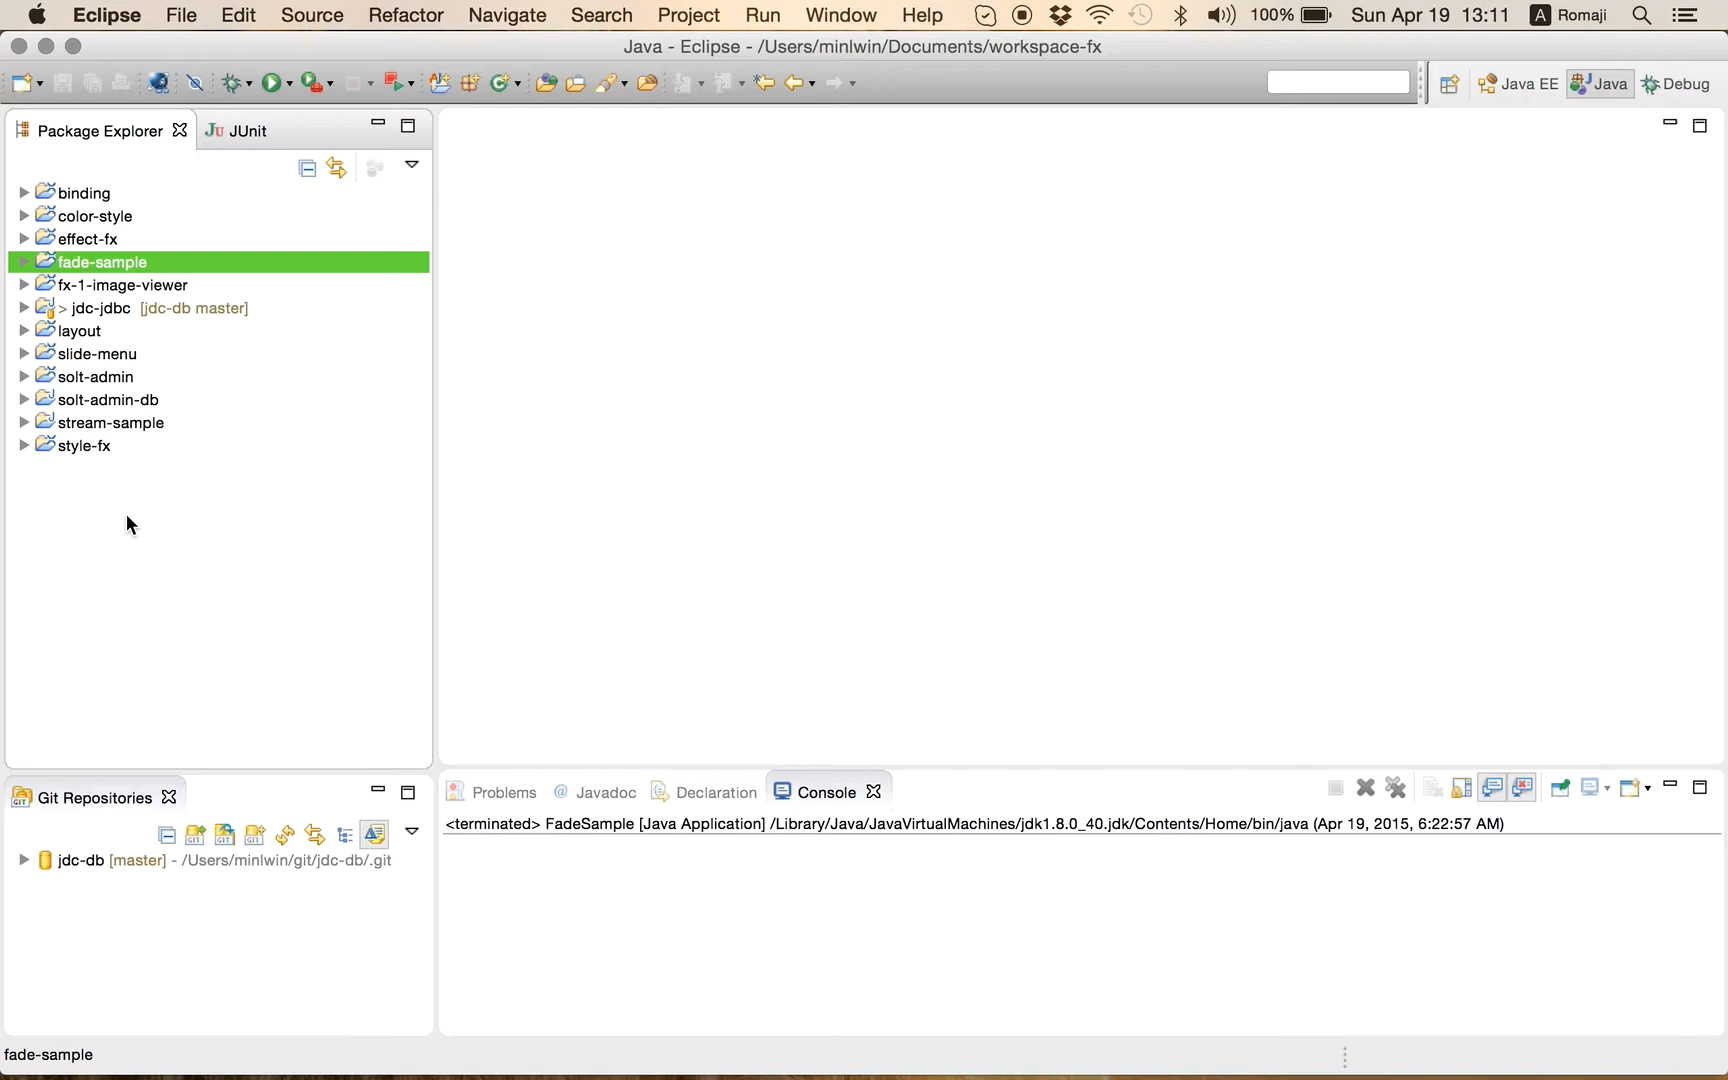 Eclipse File Edit Source Refactor Navigate Search Project Run Window Help 100% Sun Apr 19 13:11 A Romaji
Java - Eclipse - /Users/minlwin/Documents/workspace-fx
Java EE Java Debug
Package Explorer JUnit
binding
color-style
effect-fx
fade-sample
fx-1-image-viewer
> jdc-jdbc [jdc-db master]
layout
slide-menu
solt-admin
solt-admin-db
stream-sample
style-fx
Git Repositories
jdc-db [master] - /Users/minlwin/git/jdc-db/.git
Problems @ Javadoc Declaration Console
<terminated> FadeSample [Java Application] /Library/Java/JavaVirtualMachines/jdk1.8.0_40.jdk/Contents/Home/bin/java (Apr 19, 2015, 6:22:57 AM)
fade-sample